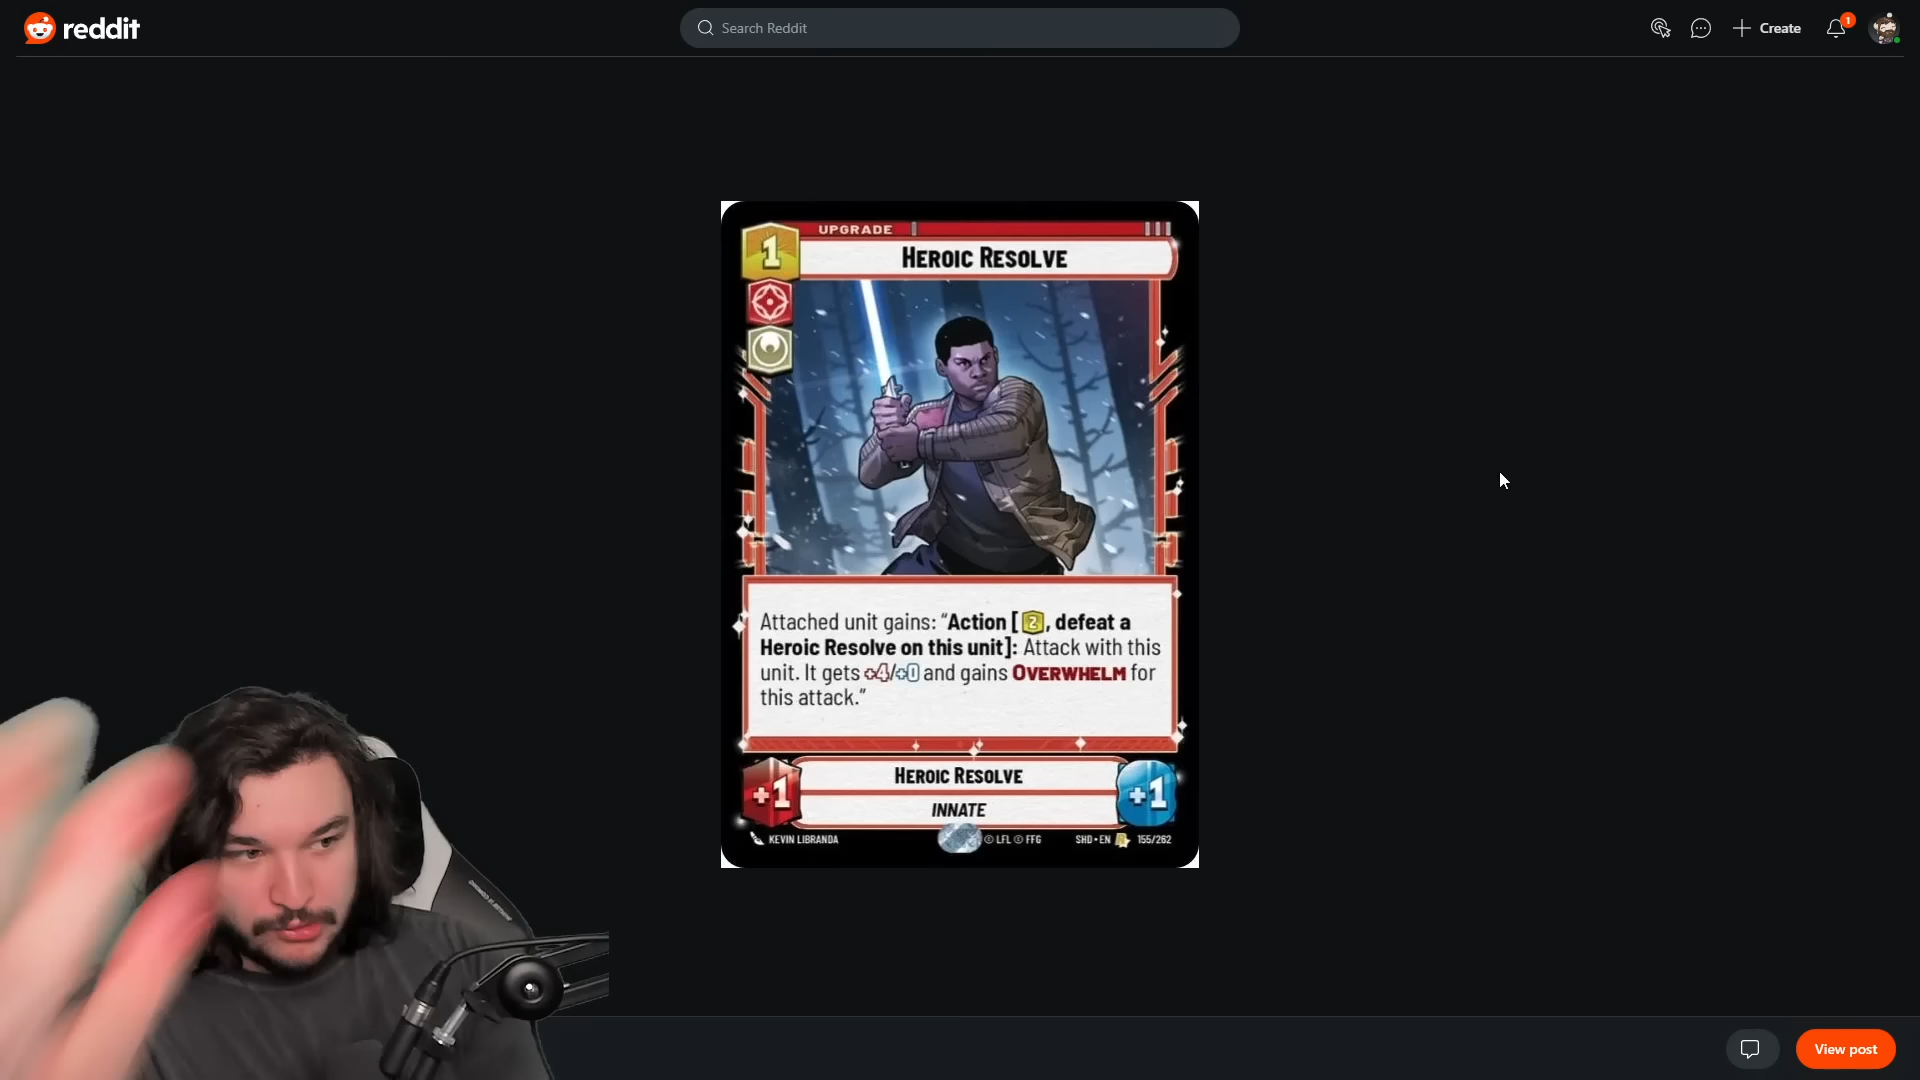 reddit
Search Reddit
Create
1
UPGRADE
1
HEROIC RESOLVE
Attached unit gains: “Action [2, defeat a
Heroic Resolve on this unit]: Attack with this
unit. It gets +4/+0 and gains OVERWHELM for
this attack.”
+1
HEROIC RESOLVE
+1
INNATE
KEVIN LIBRANDA
© LFL © FFG
SHD • EN
155/262
View post